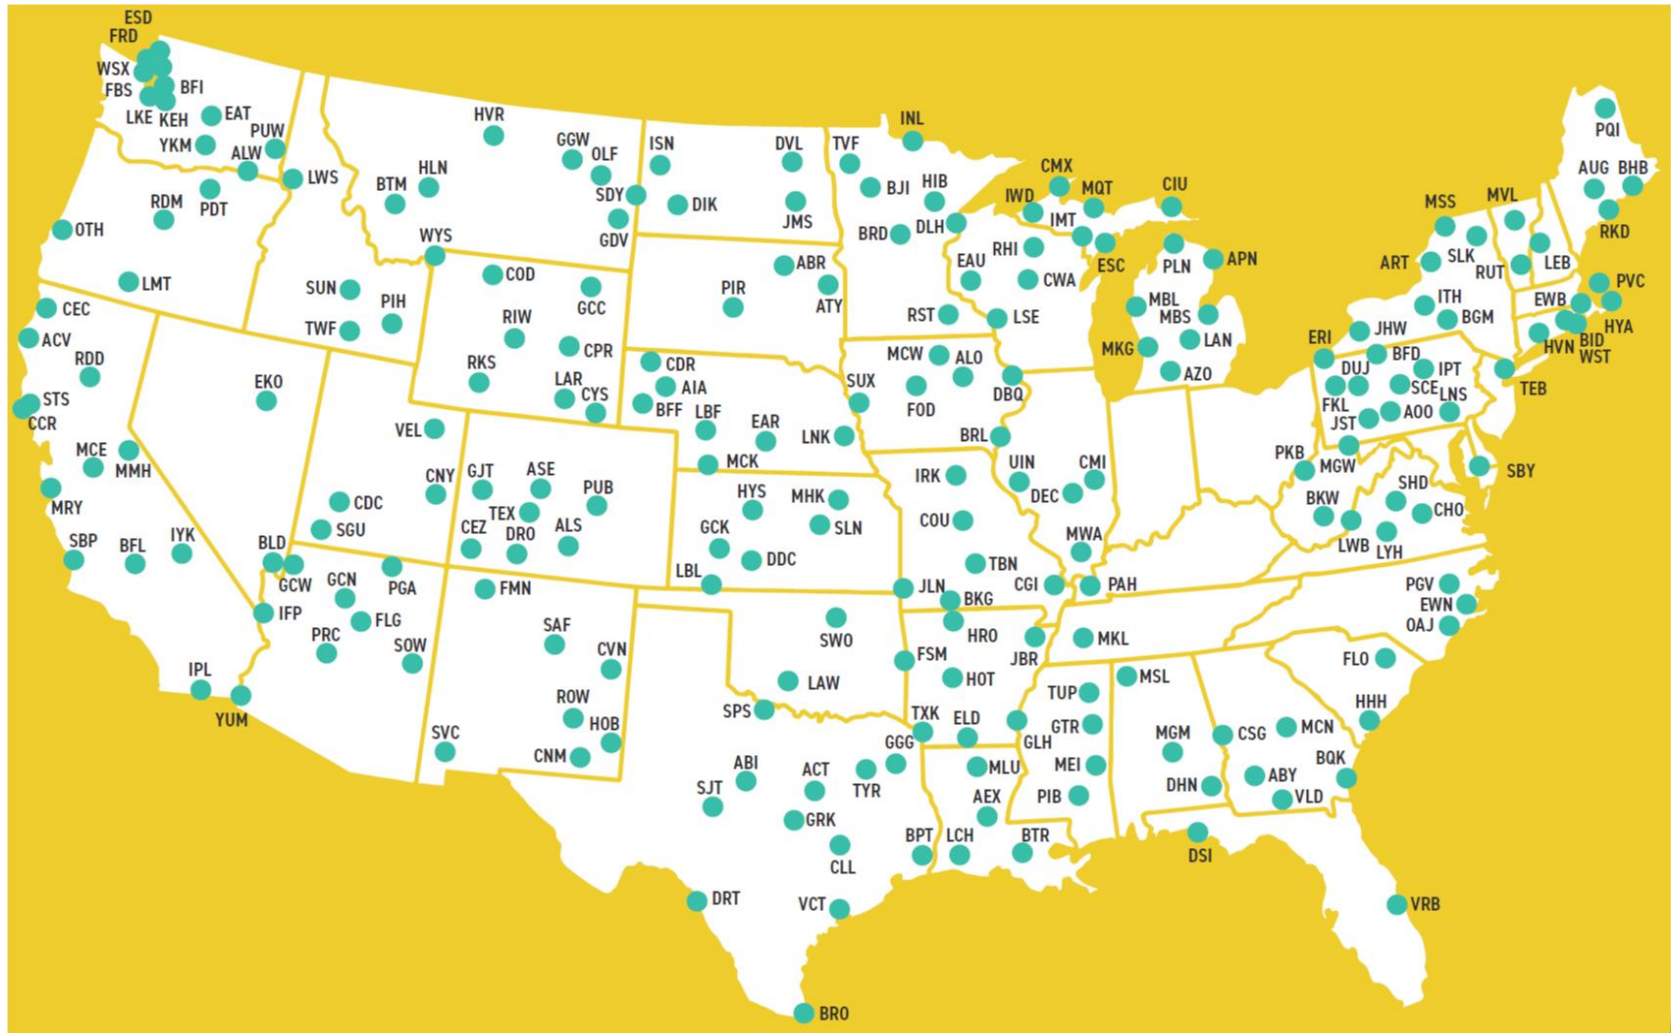 ESD
FRD
WSX
FBS
BFI
LKE
KEH
EAT
YKM
PUW
ALW
LWS
RDM
PDT
OTH
LMT
HVR
GGW
OLF
HLN
BTM
SDY
GDV
WYS
ISN
DVL
DIK
JMS
TVF
INL
BJI
HIB
BRD
DLH
CMX
IWD
MQT
CIU
IMT
ESC
RHI
EAU
CWA
PLN
APN
MSS
MVL
PQI
AUG
BHB
RKD
ART
SLK
RUT
LEB
PVC
EWB
HYA
HVN
BID
WST
TEB
CEC
ACV
RDD
STS
CCR
MCE
MMH
MRY
SBP
BFL
IYK
IPL
YUM
SUN
PIH
TWF
EKO
COD
GCC
RIW
CPR
RKS
LAR
CYS
ABR
PIR
ATY
RST
LSE
MBL
MBS
MKG
LAN
AZO
ITH
BGM
JHW
ERI
BFD
DUJ
IPT
FKL
SCE
LNS
JST
AOO
MGW
PKB
SBY
CDR
AIA
BFF
LBF
EAR
MCK
LNK
SUX
MCW
ALO
FOD
DBQ
BRL
VEL
CNY
CDC
SGU
GJT
ASE
PUB
TEX
CEZ
DRO
ALS
HYS
MHK
GCK
SLN
DDC
LBL
IRK
COU
TBN
UIN
CMI
DEC
MWA
CGI
PAH
BKW
SHD
CHO
LWB
LYH
BLD
GCW
GCN
PGA
IFP
FLG
PRC
SOW
FMN
SAF
CVN
ROW
HOB
SVC
CNM
SWO
LAW
SPS
JLN
BKG
HRO
FSM
JBR
HOT
TXK
ELD
MKL
MSL
TUP
GTR
GLH
MEI
PIB
MGM
DHN
CSG
MCN
ABY
BQK
VLD
PGV
EWN
OAJ
FLO
HHH
GGG
ABI
ACT
TYR
SJT
GRK
CLL
MLU
AEX
BPT
LCH
BTR
DRT
VCT
BRO
DSI
VRB